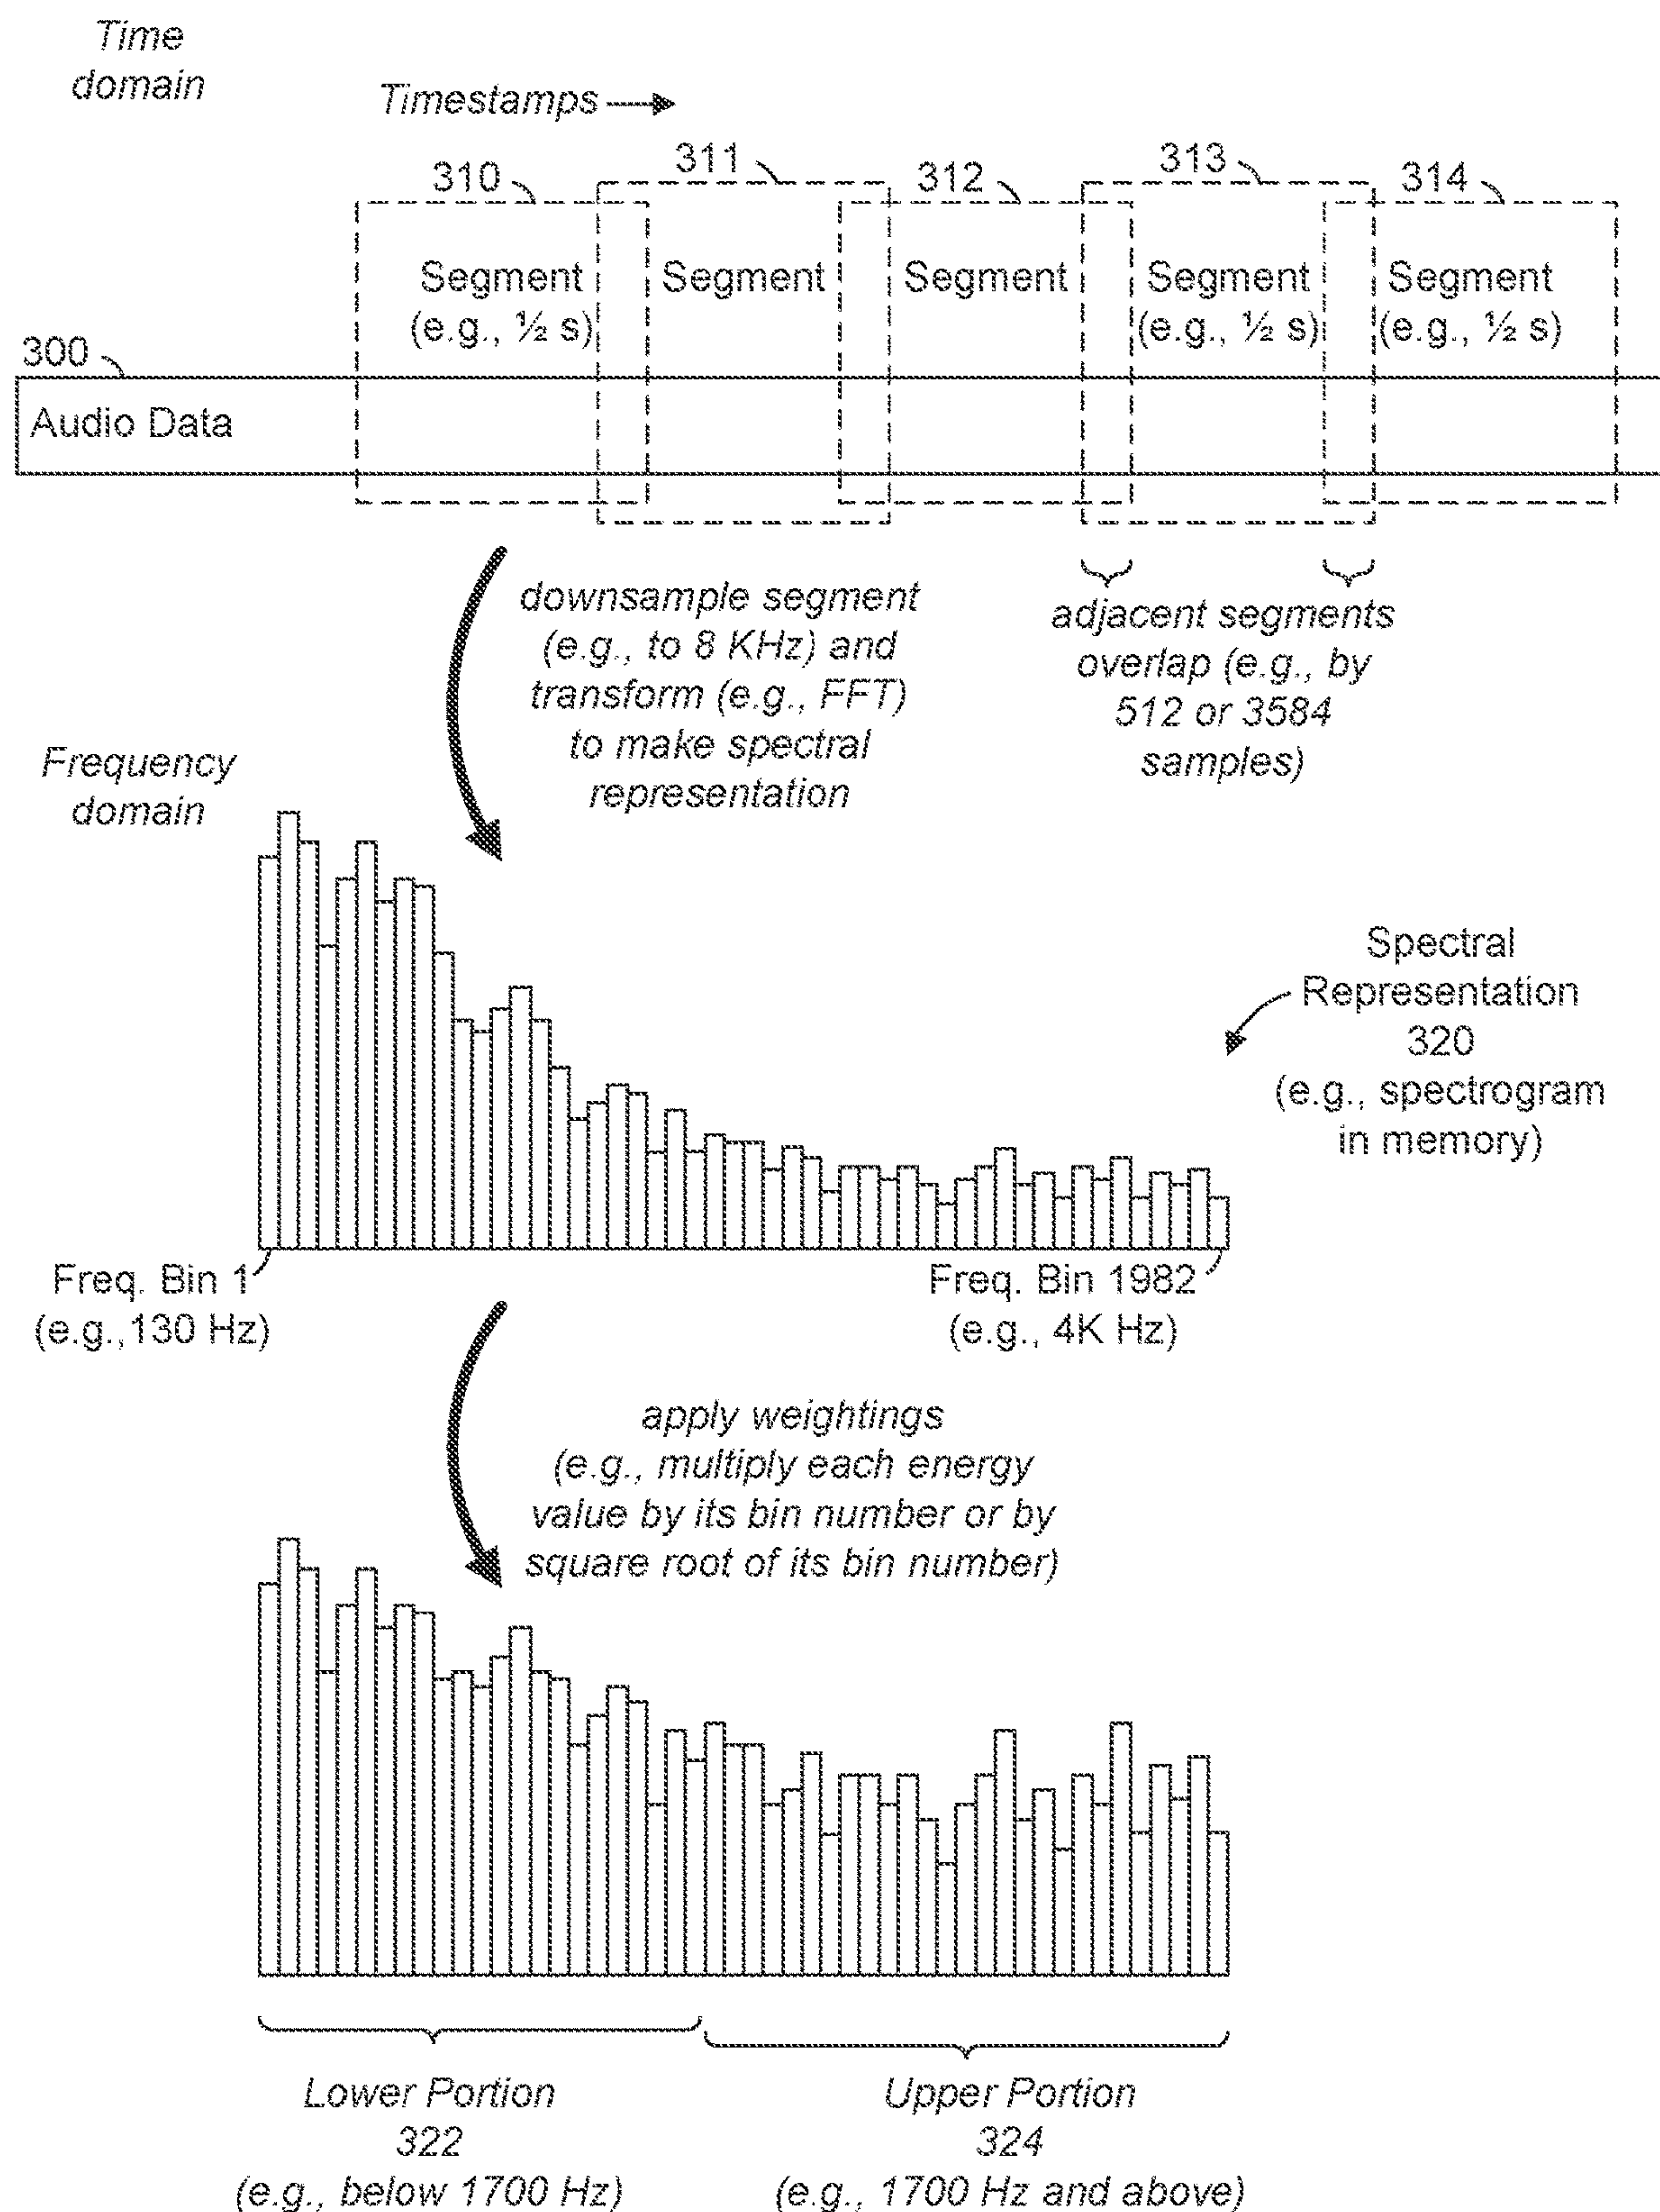 Time
domain
Timestamps
310
311
312
313
314
Segment
(e.g., ½ s)
Segment
Segment
Segment
(e.g., ½ s)
Segment
(e.g., ½ s)
300
Audio Data
downsample segment
(e.g., to 8 KHz) and
transform (e.g., FFT)
to make spectral
representation
adjacent segments
overlap (e.g., by
512 or 3584
samples)
Frequency
domain
Spectral
Representation
320
(e.g., spectrogram
in memory)
Freq. Bin 1
(e.g.,130 Hz)
Freq. Bin 1982
(e.g., 4K Hz)
apply weightings
(e.g., multiply each energy
value by its bin number or by
square root of its bin number)
Lower Portion
322
(e.g., below 1700 Hz)
Upper Portion
324
(e.g., 1700 Hz and above)